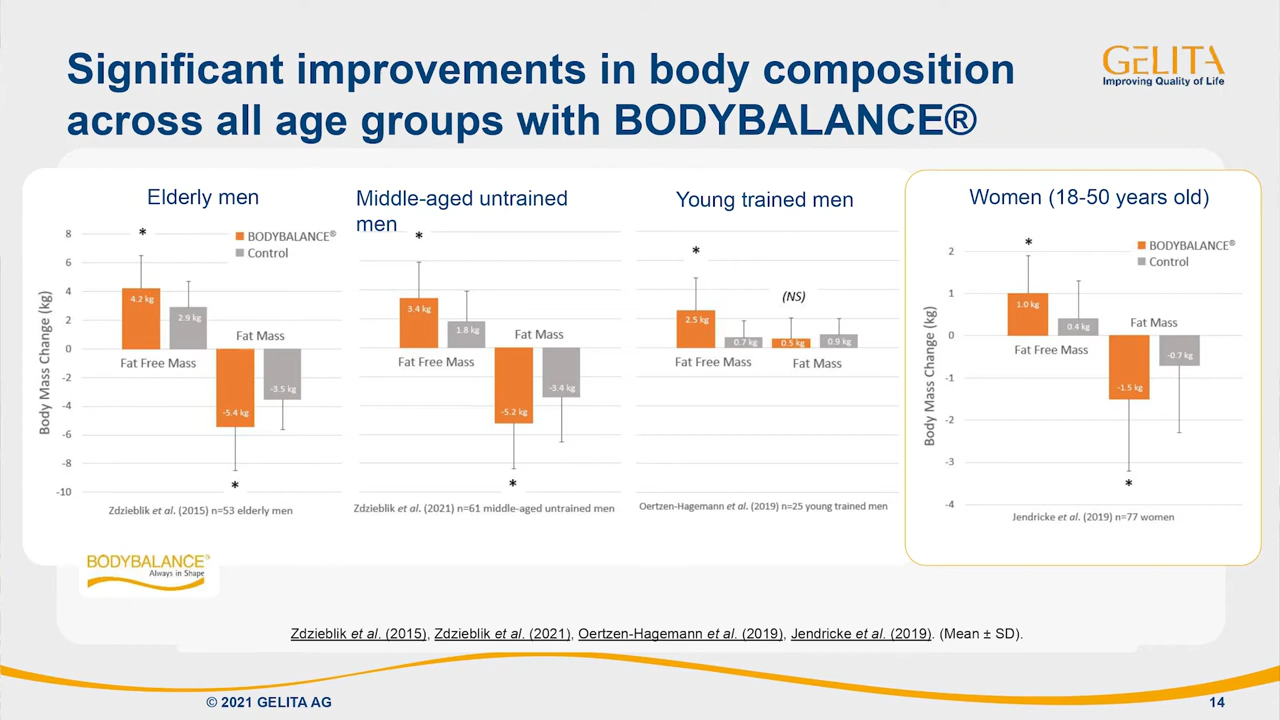 Significant improvements in body composition
across all age groups with BODYBALANCE®
GELITA
Improving Quality of Life
Elderly men
8
6
4
2
0
-2
-4
-6
-8
-10
Body Mass Change (kg)
*
BODYBALANCE®
Control
4.2 kg
2.9 kg
Fat Mass
Fat Free Mass
-3.5 kg
-5.4 kg
*
Zdzieblik et al. (2015) n=53 elderly men
Middle-aged untrained
men
*
3.4 kg
1.8 kg
Fat Mass
Fat Free Mass
-3.4 kg
-5.2 kg
*
Zdzieblik et al. (2021) n=61 middle-aged untrained men
Young trained men
*
(NS)
2.5 kg
0.7 kg
0.5 kg
0.9 kg
Fat Free Mass
Fat Mass
Oertzen-Hagemann et al. (2019) n=25 young trained men
Women (18-50 years old)
2
1
0
-1
-2
-3
-4
Body Mass Change (kg)
*
BODYBALANCE®
Control
1.0 kg
0.4 kg
Fat Mass
Fat Free Mass
-0.7 kg
-1.5 kg
*
Jendricke et al. (2019) n=77 women
BODYBALANCE®
Always in Shape
Zdzieblik et al. (2015), Zdzieblik et al. (2021), Oertzen-Hagemann et al. (2019), Jendricke et al. (2019). (Mean ± SD).
© 2021 GELITA AG
14